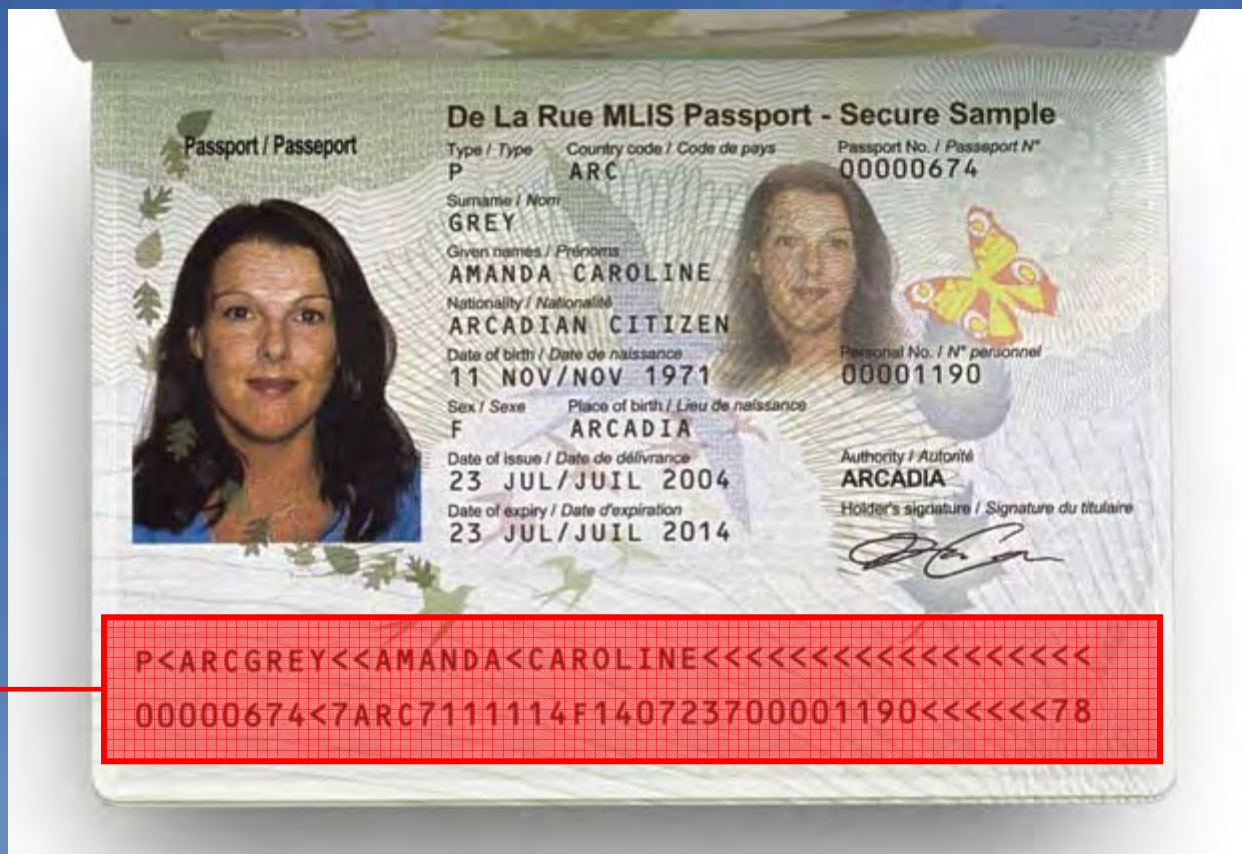 Passport / Passeport
De La Rue MLIS Passport - Secure Sample
Type / Type Country code / Code de pays Passport No. / Passeport N°
P ARC 00000674
Surname / Nom
GREY
Given names / Prénoms
AMANDA CAROLINE
Nationality / Nationalité
ARCADIAN CITIZEN
Date of birth / Date de naissance Personal No. / N° personnel
11 NOV/NOV 1971 00001190
Sex / Sexe Place of birth / Lieu de naissance
F ARCADIA
Date of issue / Date de délivrance Authority / Autorité
23 JUL/JUIL 2004 ARCADIA
Date of expiry / Date d'expiration Holder's signature / Signature du titulaire
23 JUL/JUIL 2014
P<ARCGREY<<AMANDA<CAROLINE<<<<<<<<<<<<<<<<<<
00000674<7ARC7111114F140723700001190<<<<<<78